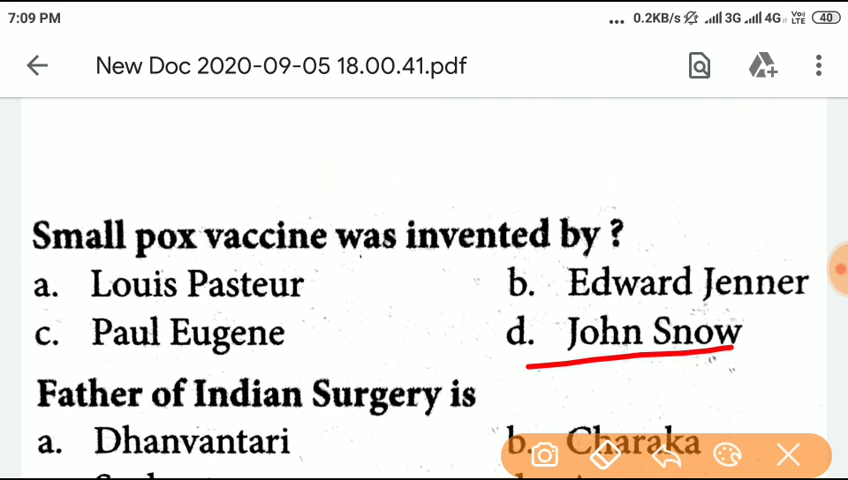 7:09 PM ... 0.2KB/s 3G 4G Vo) LTE 40
New Doc 2020-09-05 18.00.41.pdf
Small pox vaccine was invented by ?
a. Louis Pasteur b. Edward Jenner
c. Paul Eugene d. John Snow
Father of Indian Surgery is
a. Dhanvantari b. Charaka